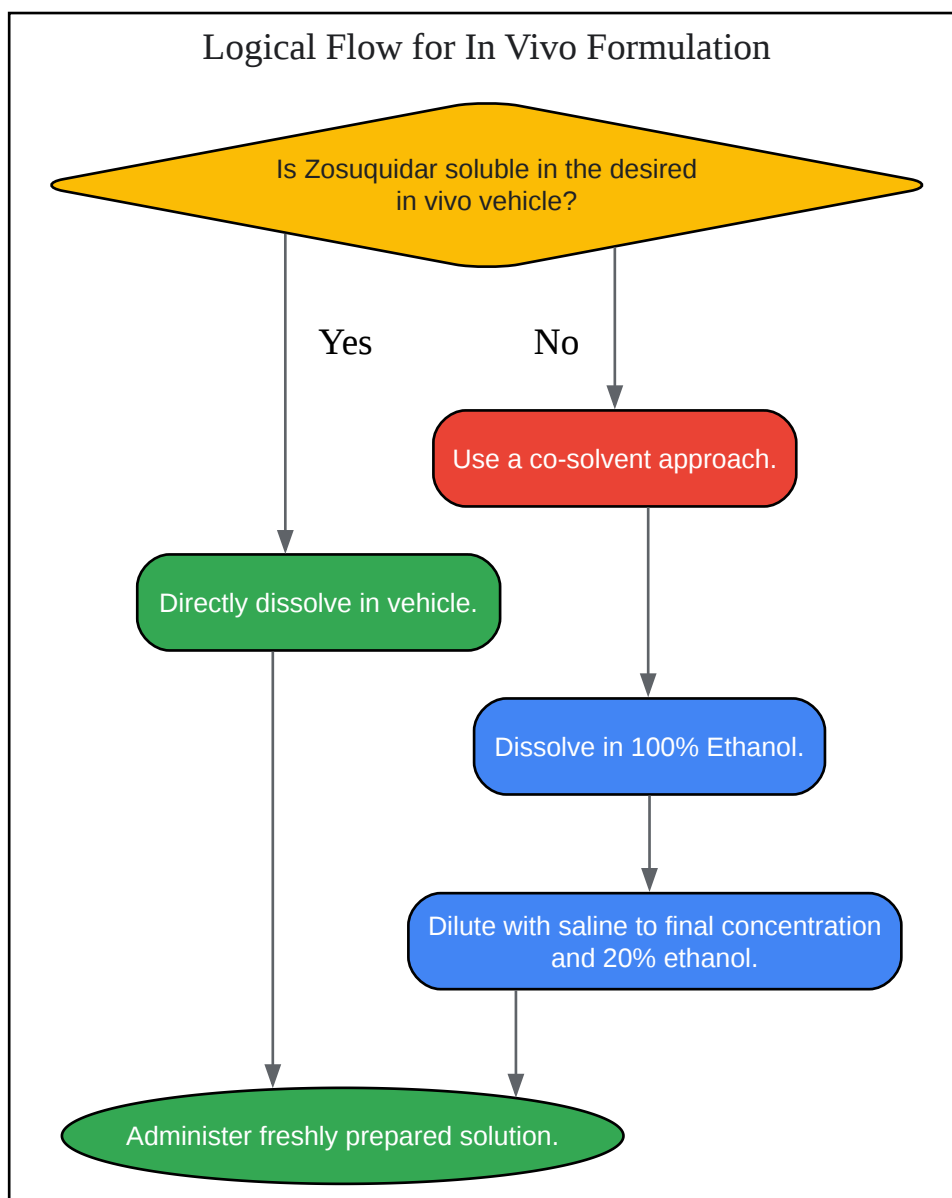 Logical Flow for In Vivo Formulation
Is Zosuquidar soluble in the desired
in vivo vehicle?
Yes
No
Use a co-solvent approach.
Directly dissolve in vehicle.
Dissolve in 100% Ethanol.
Dilute with saline to final concentration
and 20% ethanol.
Administer freshly prepared solution.